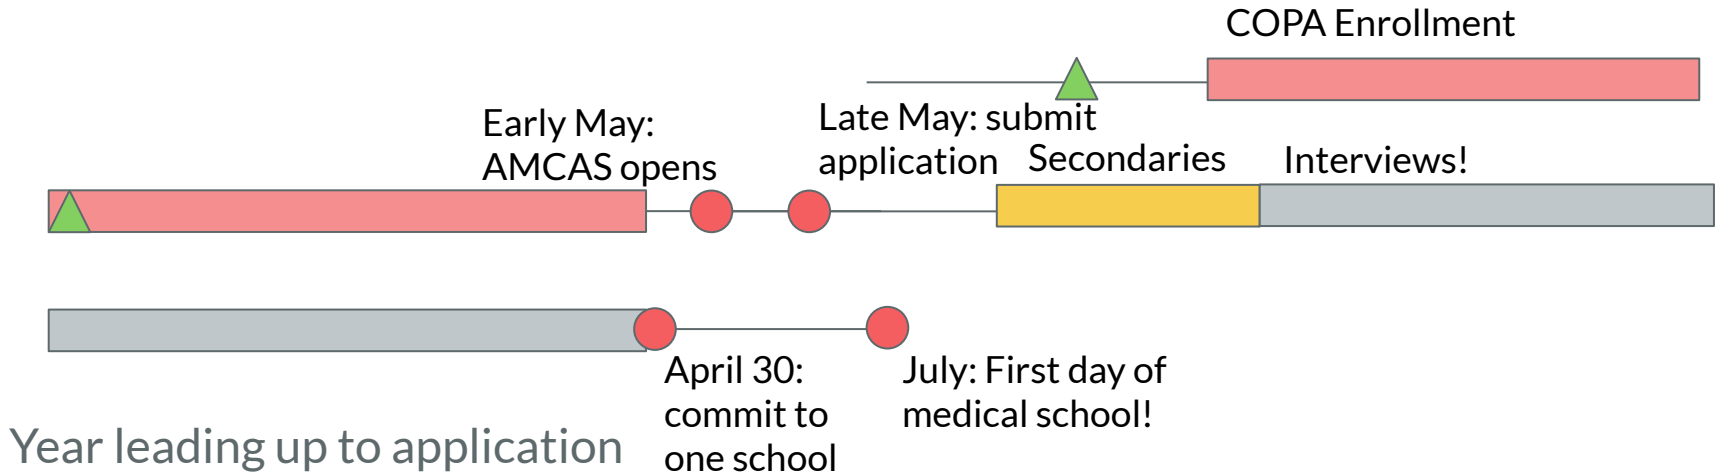 COPA Enrollment
Early May:
AMCAS opens
Late May: submit
application
Secondaries
Interviews!
April 30:
commit to
one school
July: First day of
medical school!
Year leading up to application